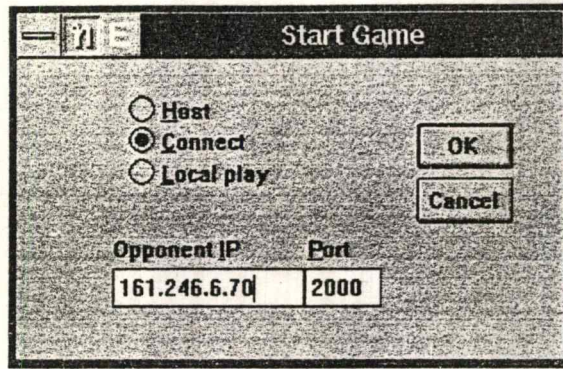 Start Game
Host
Connect
Local play
OK
Cancel
Opponent IP Port
161.246.6.70 2000